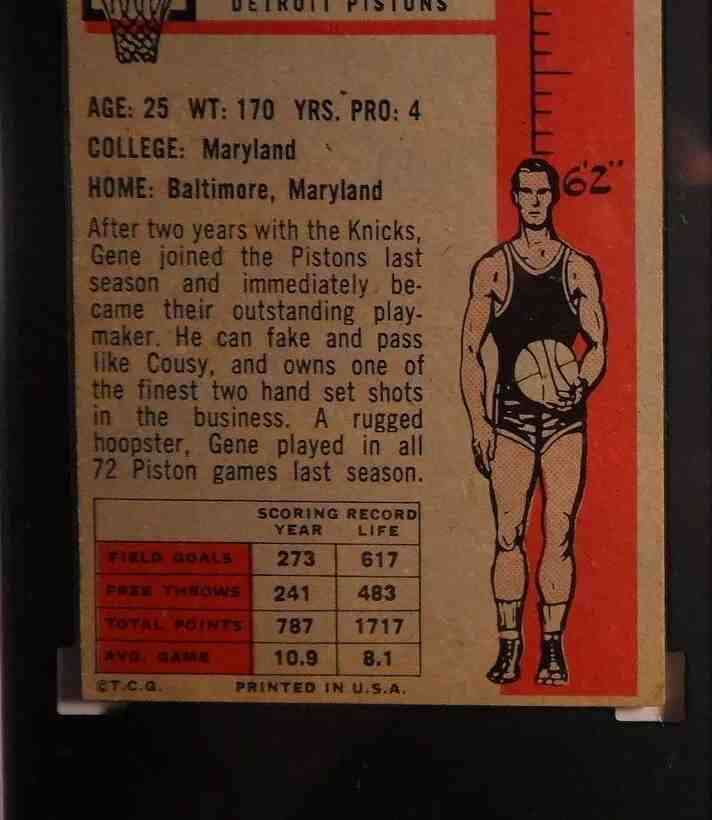 DETROIT PISTONS
AGE: 25 WT: 170 YRS. PRO: 4
COLLEGE: Maryland
HOME: Baltimore, Maryland
6'2"
After two years with the Knicks,
Gene joined the Pistons last
season and immediately be-
came their outstanding play-
maker. He can fake and pass
like Cousy, and owns one of
the finest two hand set shots
in the business. A rugged
hoopster, Gene played in all
72 Piston games last season.
SCORING RECORD
YEAR LIFE
FIELD GOALS 273 617
FREE THROWS 241 483
TOTAL POINTS 787 1717
AVG. GAME 10.9 8.1
©T.C.G. PRINTED IN U.S.A.